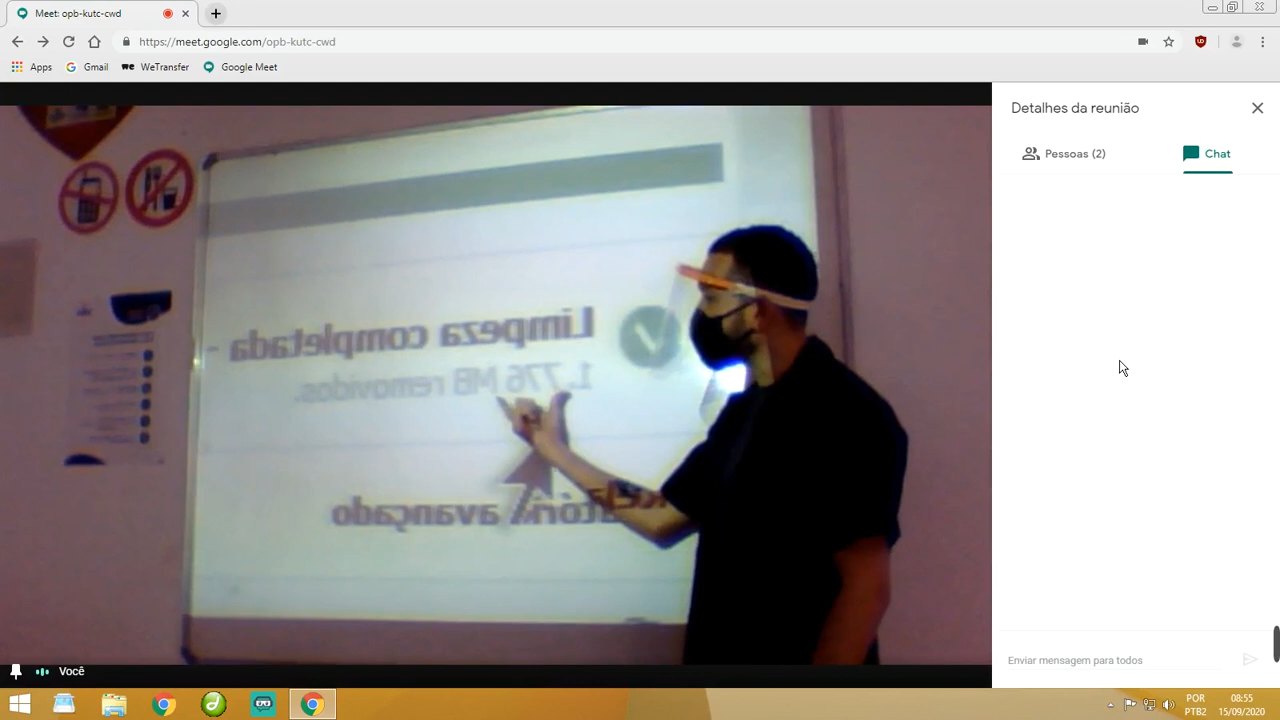 Meet: opb-kutc-cwd
https://meet.google.com/opb-kutc-cwd
Apps
Gmail
WeTransfer
Google Meet
Detalhes da reunião
Pessoas (2)
Chat
Limpeza completada -
1.776 MB removidos.
avançado
Você
Enviar mensagem para todos
POR
PTB2
08:55
15/09/2020